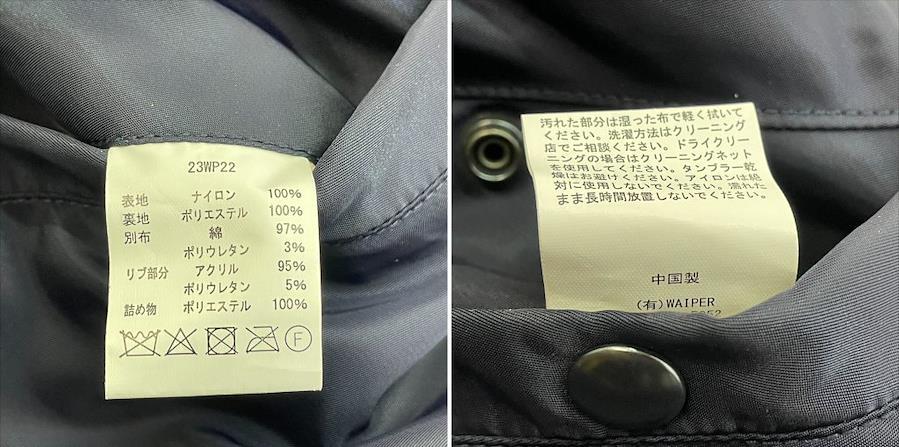 23WP22
表地 ナイロン 100%
裏地 ポリエステル 100%
別布 綿 97%
ポリウレタン 3%
リブ部分 アクリル 95%
ポリウレタン 5%
詰め物 ポリエステル 100%
F
汚れた部分は湿った布で軽く拭いて
ください。洗濯方法はクリーニング
店でご相談ください。ドライクリー
ニングの場合はクリーニングネット
を使用してください。タンブラー乾
燥はお避けください。アイロンは絶
対に使用しないでください。濡れた
まま長時間放置しないでください。
中国製
(有)WAIPER